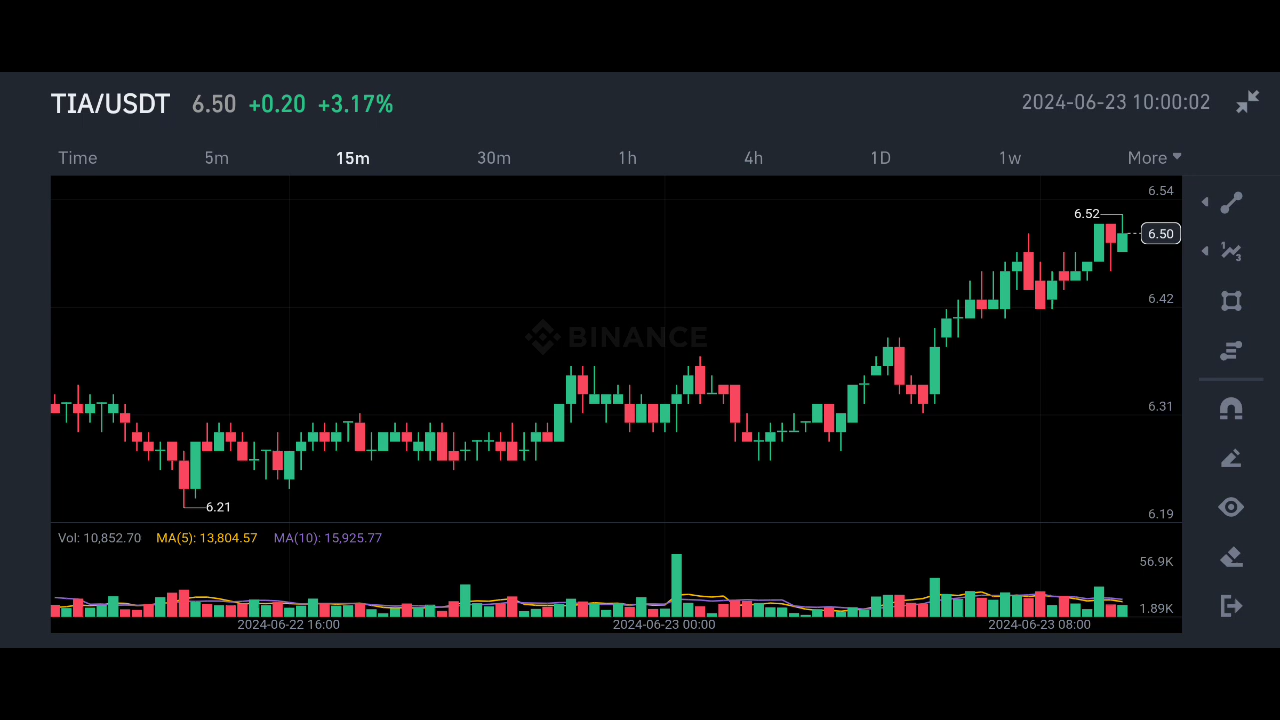 TIA/USDT 6.50 +0.20 +3.17% 2024-06-23 10:00:02
Time 5m 15m 30m 1h 4h 1D 1w More
6.54
6.52
6.50
6.42
BINANCE
6.31
6.21
6.19
Vol: 10,852.70 MA(5): 13,804.57 MA(10): 15,925.77
56.9K
1.89K
2024-06-22 16:00 2024-06-23 00:00 2024-06-23 08:00